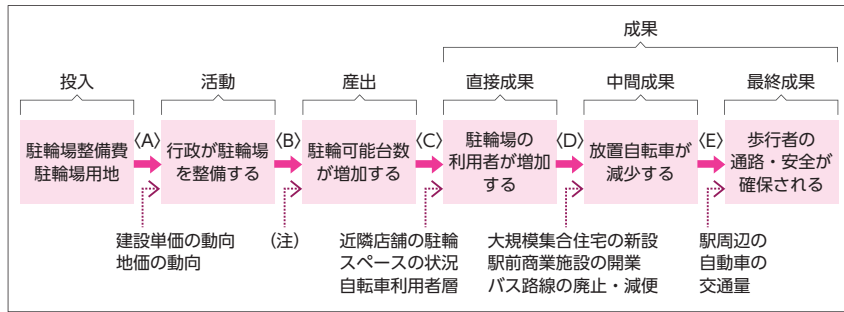 成果
投入
活動
産出
直接成果
中間成果
最終成果
駐輪場整備費
駐輪場用地
〈A〉
行政が駐輪場
を整備する
〈B〉
駐輪可能台数
が増加する
〈C〉
駐輪場の
利用者が増加
する
〈D〉
放置自転車が
減少する
〈E〉
歩行者の
通路・安全が
確保される
建設単価の動向
地価の動向
(注)
近隣店舗の駐輪
スペースの状況
自転車利用者層
大規模集合住宅の新設
駅前商業施設の開業
バス路線の廃止・減便
駅周辺の
自動車の
交通量